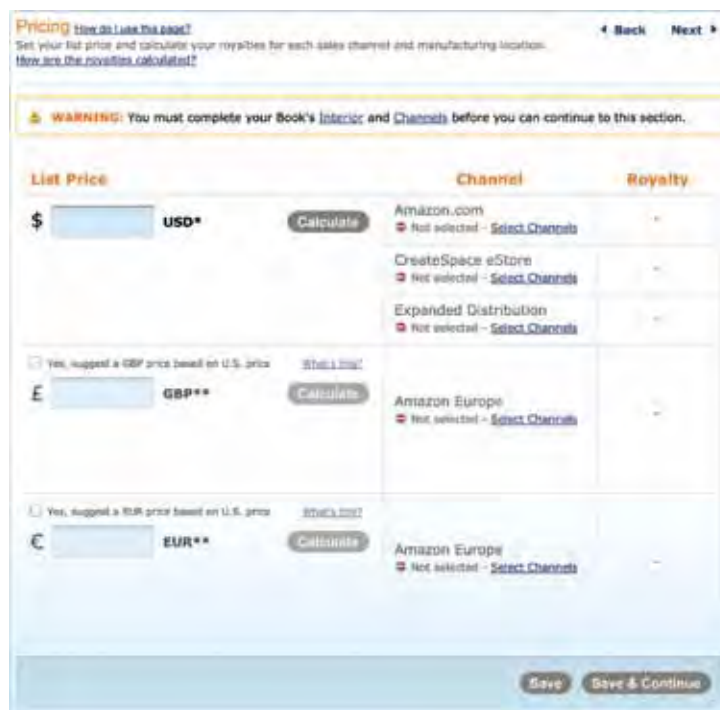 Pricing How do I use this page?
Back Next
Set your list price and calculate your royalties for each sales channel and manufacturing location.
How are the royalties calculated?
WARNING: You must complete your Book's Interior and Channels before you can continue to this section.
List Price Channel Royalty
$ USD* Calculate Amazon.com -
Not selected - Select Channels
CreateSpace eStore -
Not selected - Select Channels
Expanded Distribution -
Not selected - Select Channels
Yes, suggest a GBP price based on U.S. price What's this?
£ GBP** Calculate Amazon Europe -
Not selected - Select Channels
Yes, suggest a EUR price based on U.S. price What's this?
€ EUR** Calculate Amazon Europe -
Not selected - Select Channels
Save Save & Continue